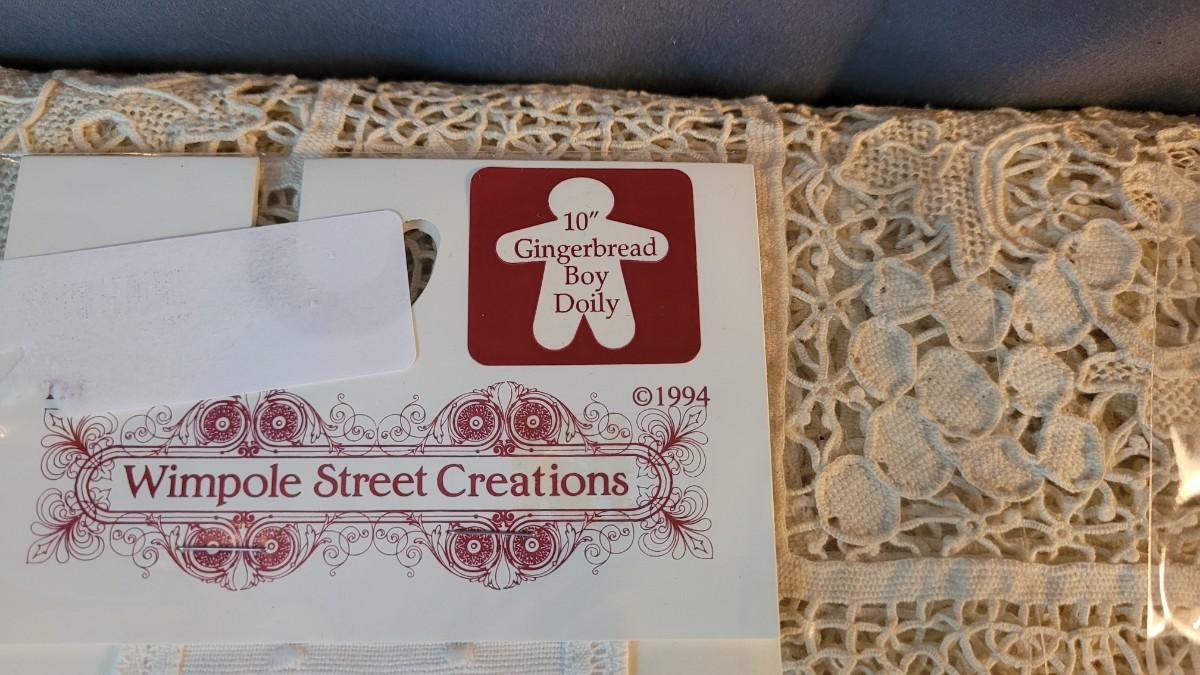 10"
Gingerbread
Boy
Doily
©1994
Wimpole Street Creations